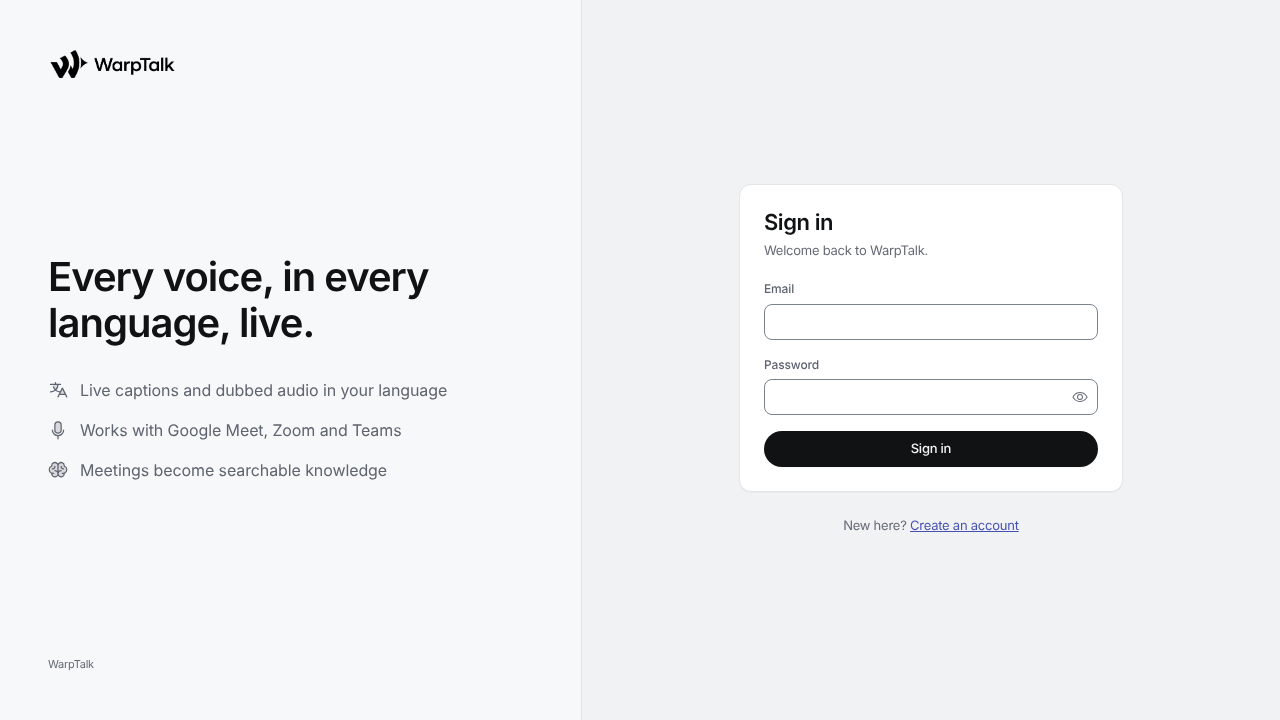 WarpTalk
Every voice, in every
language, live.
Live captions and dubbed audio in your language
Works with Google Meet, Zoom and Teams
Meetings become searchable knowledge
WarpTalk
Sign in
Welcome back to WarpTalk.
Email
Password
Sign in
New here? Create an account